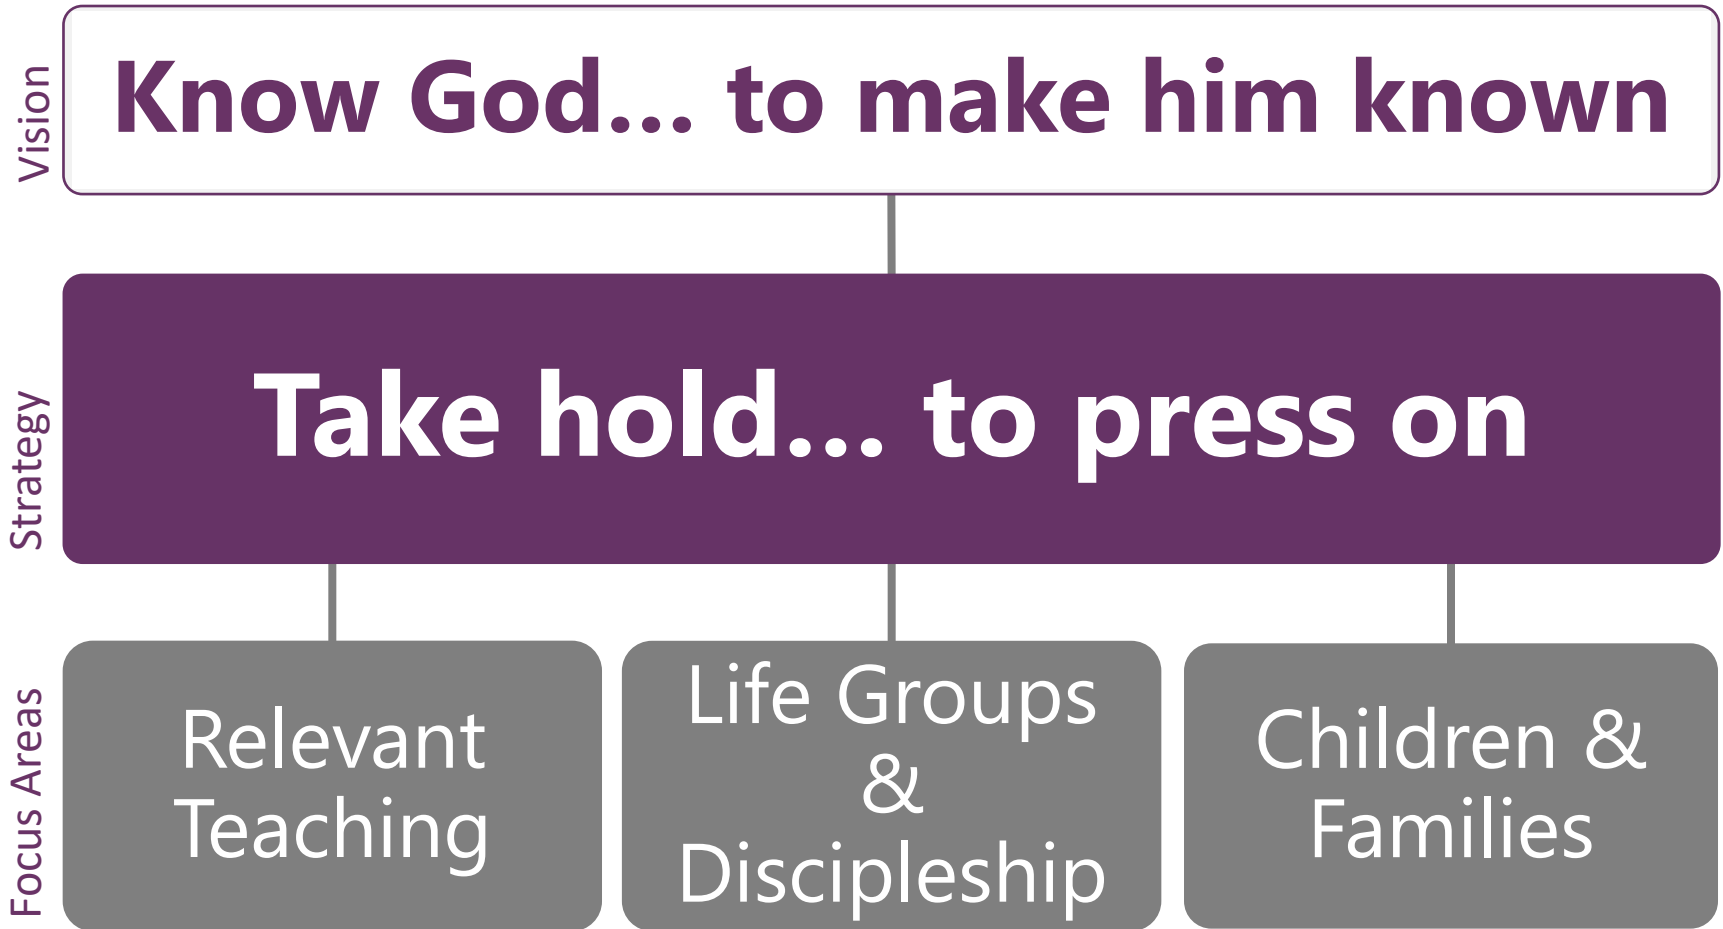 Vision
Know God... to make him known
Strategy
Take hold... to press on
Focus Areas
Relevant
Teaching
Life Groups
&
Discipleship
Children &
Families